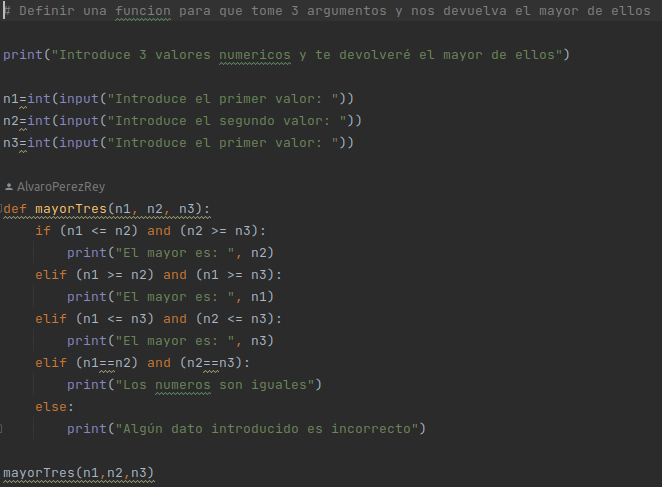 # Definir una funcion para que tome 3 argumentos y nos devuelva el mayor de ellos
print("Introduce 3 valores numericos y te devolveré el mayor de ellos")
n1=int(input("Introduce el primer valor: "))
n2=int(input("Introduce el segundo valor: "))
n3=int(input("Introduce el primer valor: "))
AlvaroPerezRey
def mayorTres(n1, n2, n3):
    if (n1 <= n2) and (n2 >= n3):
        print("El mayor es: ", n2)
    elif (n1 >= n2) and (n1 >= n3):
        print("El mayor es: ", n1)
    elif (n1 <= n3) and (n2 <= n3):
        print("El mayor es: ", n3)
    elif (n1==n2) and (n2==n3):
        print("Los numeros son iguales")
    else:
        print("Algún dato introducido es incorrecto")
mayorTres(n1,n2,n3)